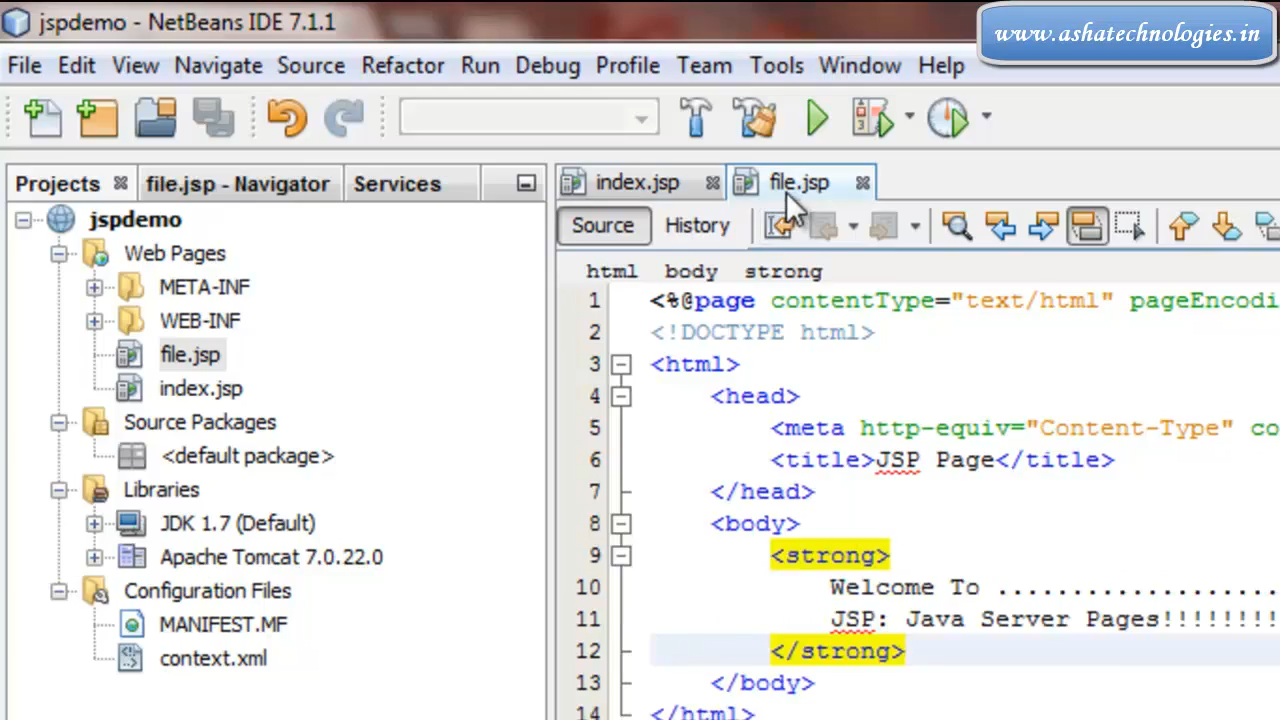 jspdemo - NetBeans IDE 7.1.1
www.ashatechnologies.in
File Edit View Navigate Source Refactor Run Debug Profile Team Tools Window Help
Projects file.jsp - Navigator Services
index.jsp file.jsp
Source History
html body strong
jspdemo
Web Pages
META-INF
WEB-INF
file.jsp
index.jsp
Source Packages
<default package>
Libraries
JDK 1.7 (Default)
Apache Tomcat 7.0.22.0
Configuration Files
MANIFEST.MF
context.xml
1 <%@page contentType="text/html" pageEncodi
2 <!DOCTYPE html>
3 <html>
4 <head>
5 <meta http-equiv="Content-Type" co
6 <title>JSP Page</title>
7 </head>
8 <body>
9 <strong>
10 Welcome To ...................
11 JSP: Java Server Pages!!!!!!!!
12 </strong>
13 </body>
14 </html>